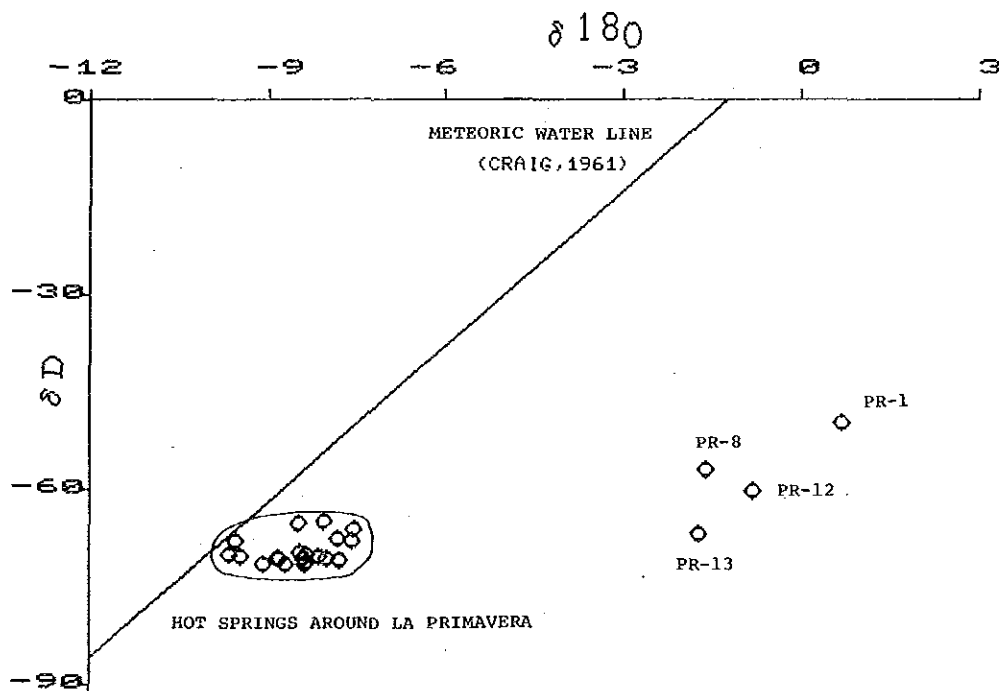 δ 18O
-12 -9 -6 -3 0 3
0
METEORIC WATER LINE
(CRAIG,1961)
-30
δD
PR-1
PR-8
-60
PR-12
PR-13
HOT SPRINGS AROUND LA PRIMAVERA
-90